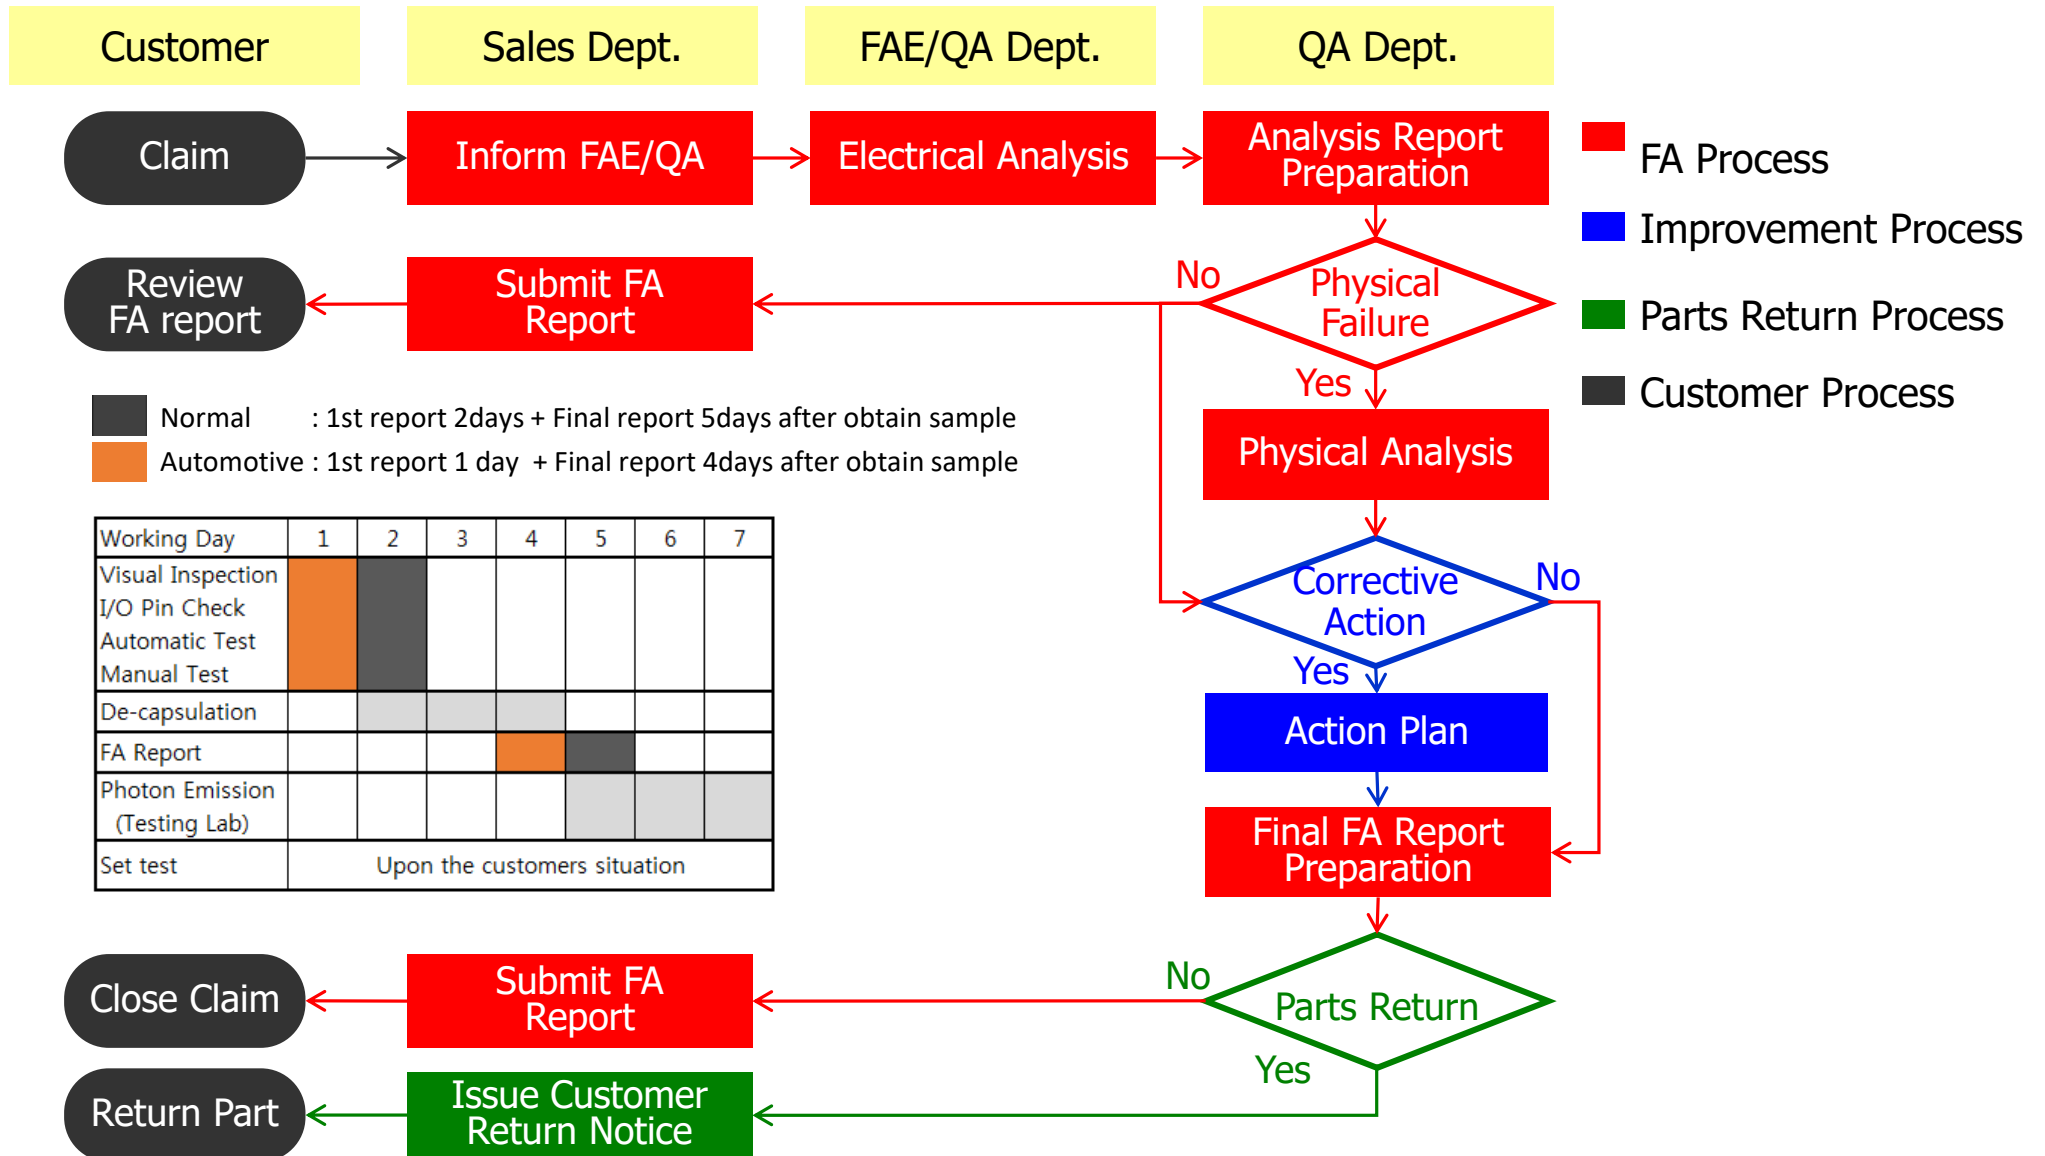 Customer
Sales Dept.
FAE/QA Dept.
QA Dept.
Claim
Inform FAE/QA
Electrical Analysis
Analysis Report
Preparation
FA Process
Improvement Process
Parts Return Process
Customer Process
Review
FA report
Submit FA
Report
No
Physical
Failure
Yes
Physical Analysis
Normal : 1st report 2days + Final report 5days after obtain sample
Automotive : 1st report 1 day + Final report 4days after obtain sample
Working Day 1 2 3 4 5 6 7
Visual Inspection
I/O Pin Check
Automatic Test
Manual Test
De-capsulation
FA Report
Photon Emission
(Testing Lab)
Set test Upon the customers situation
Corrective
Action
No
Yes
Action Plan
Final FA Report
Preparation
Close Claim
Submit FA
Report
No
Parts Return
Yes
Return Part
Issue Customer
Return Notice